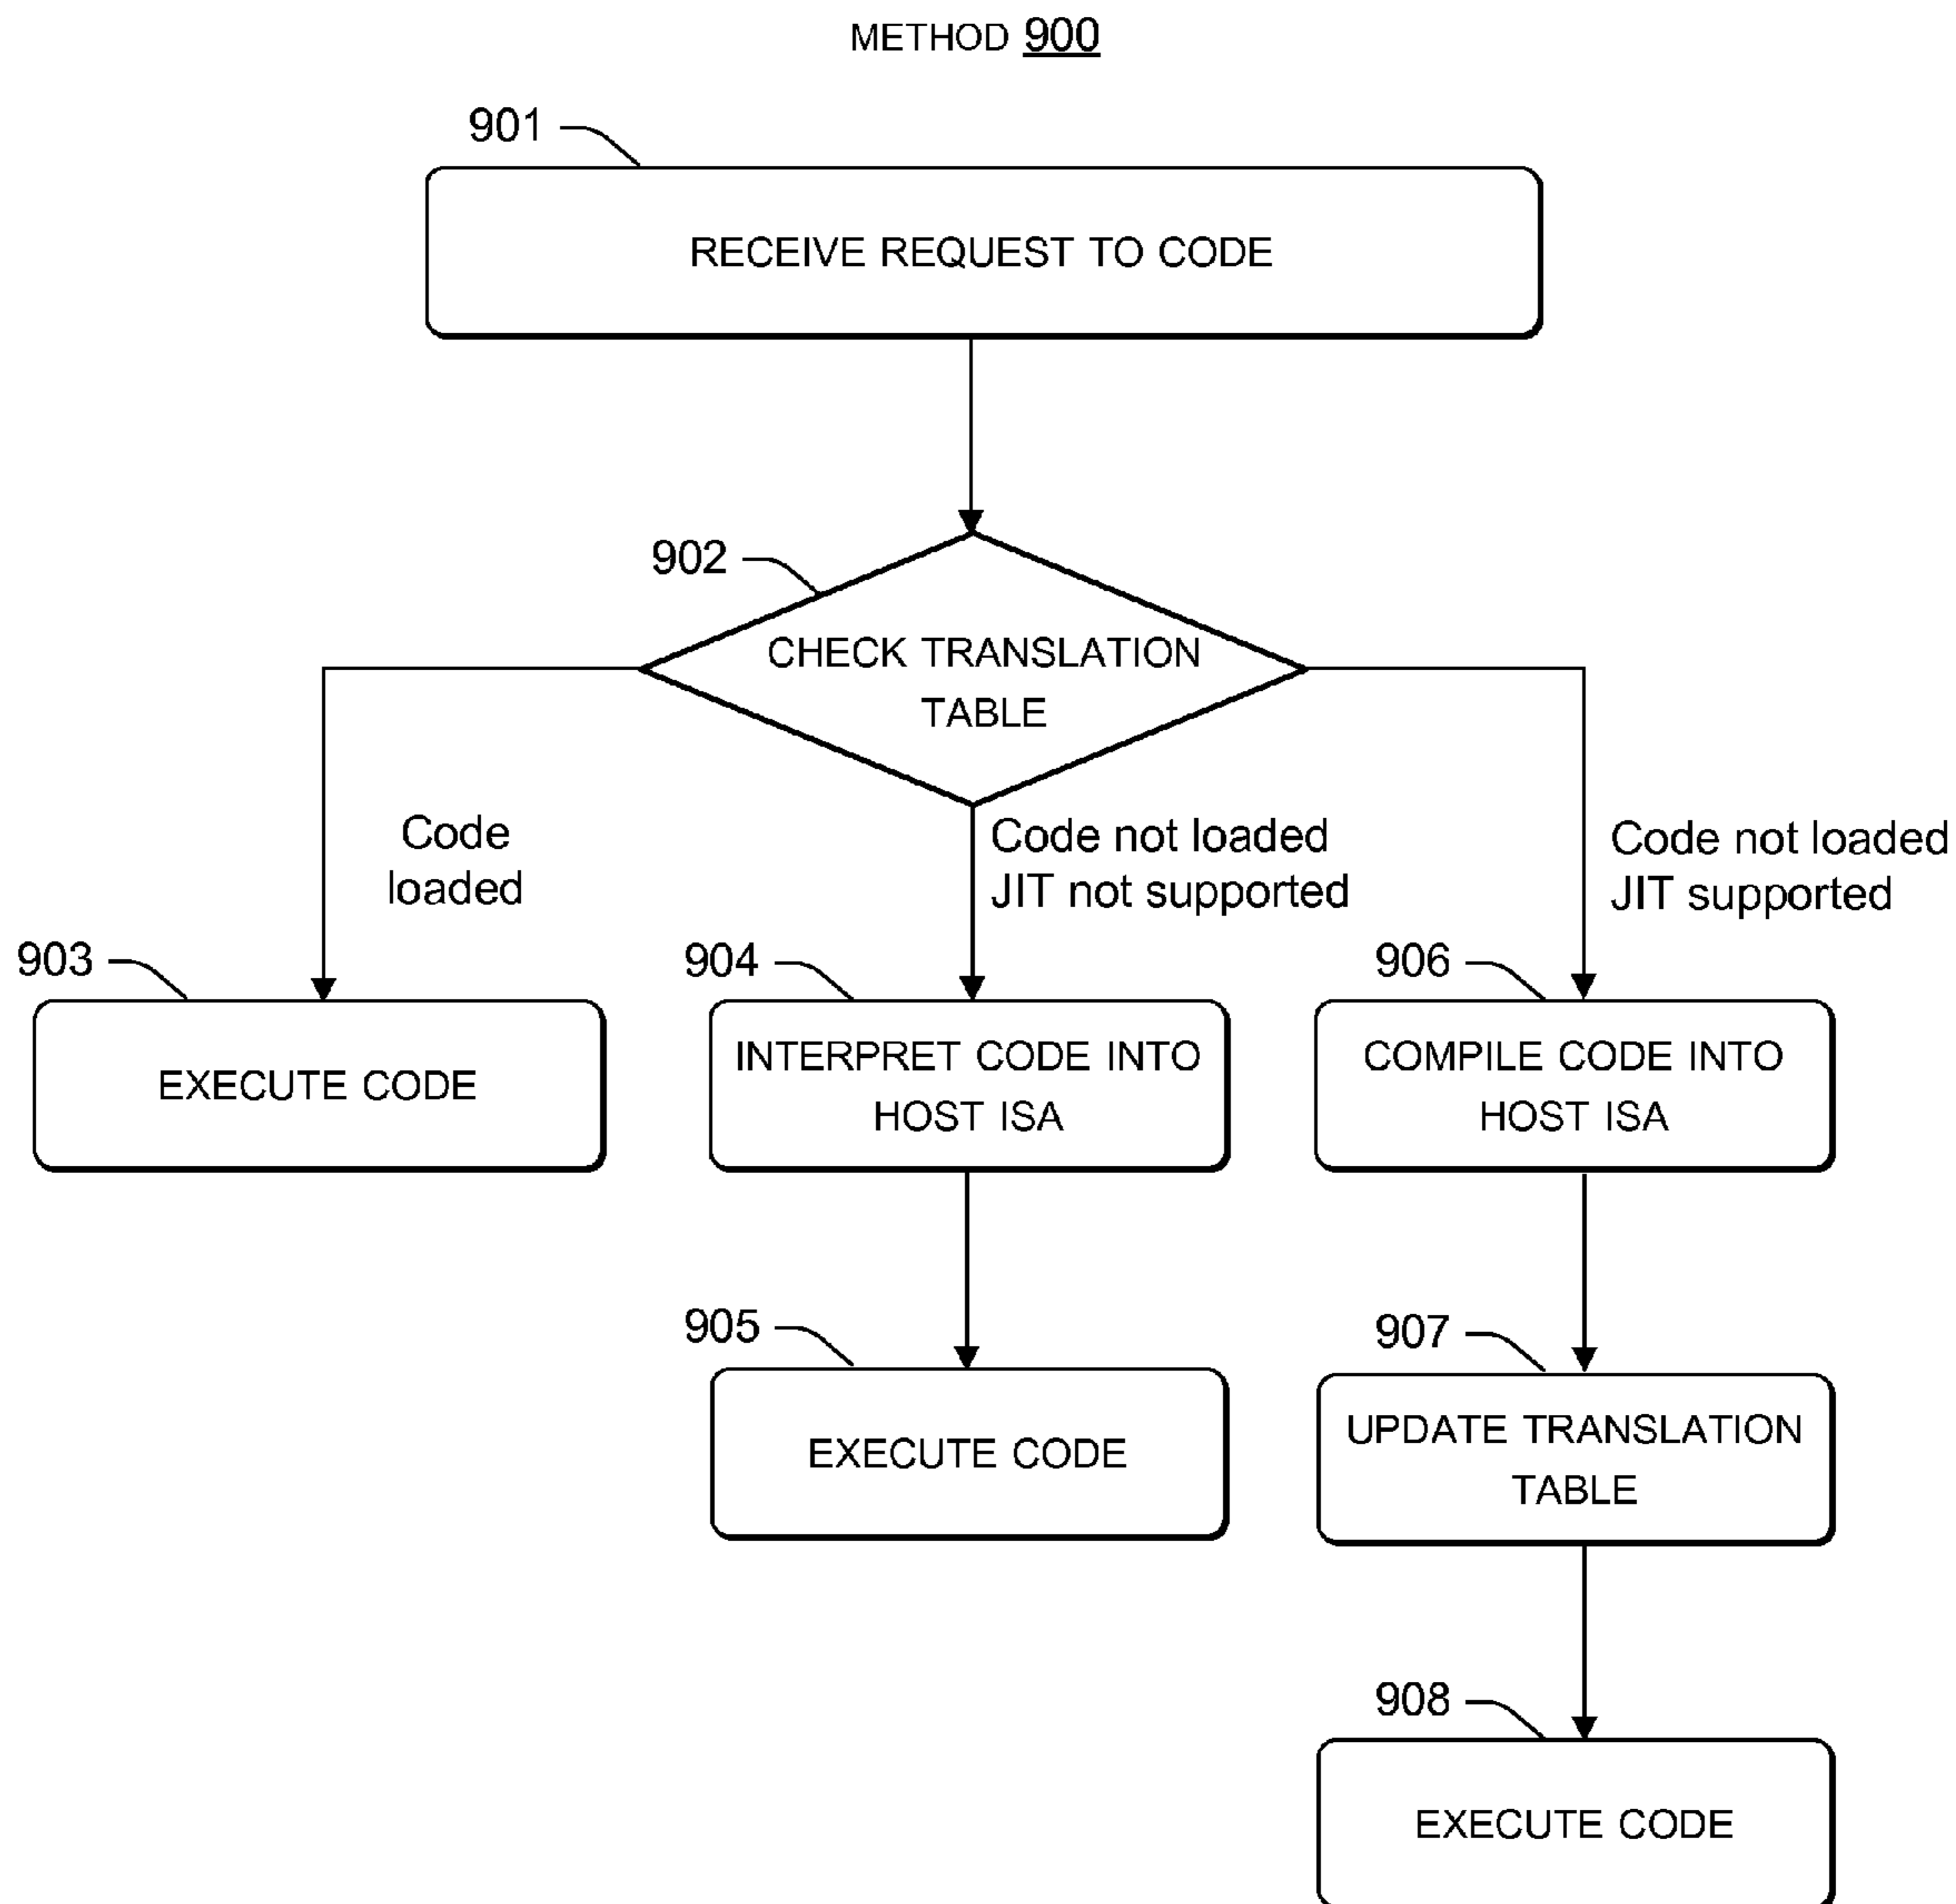 METHOD 900
901
RECEIVE REQUEST TO CODE
902
CHECK TRANSLATION
TABLE
Code
loaded
Code not loaded
JIT not supported
Code not loaded
JIT supported
903
EXECUTE CODE
904
INTERPRET CODE INTO
HOST ISA
906
COMPILE CODE INTO
HOST ISA
905
EXECUTE CODE
907
UPDATE TRANSLATION
TABLE
908
EXECUTE CODE